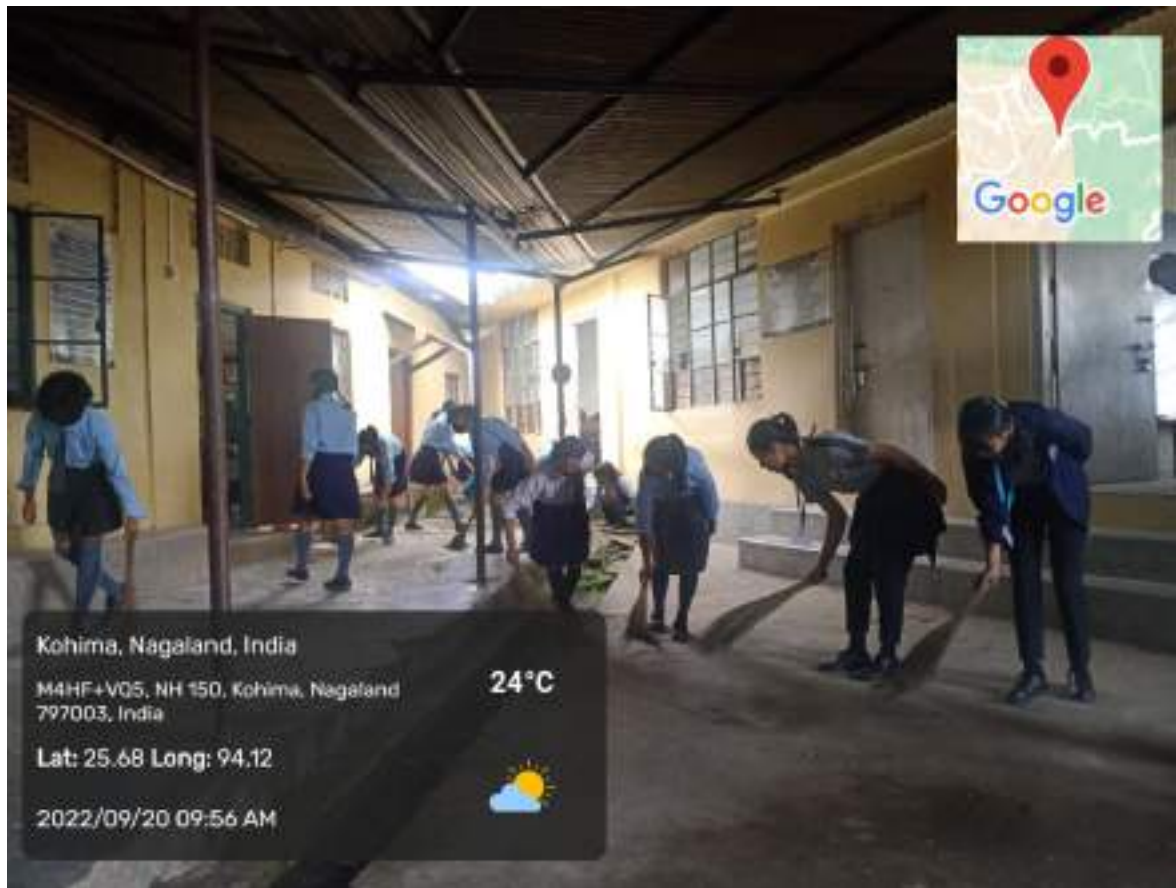 Google
Kohima, Nagaland, India
M4HF+VQ5, NH 150, Kohima, Nagaland
797003, India
24°C
Lat: 25.68 Long: 94.12
2022/09/20 09:56 AM